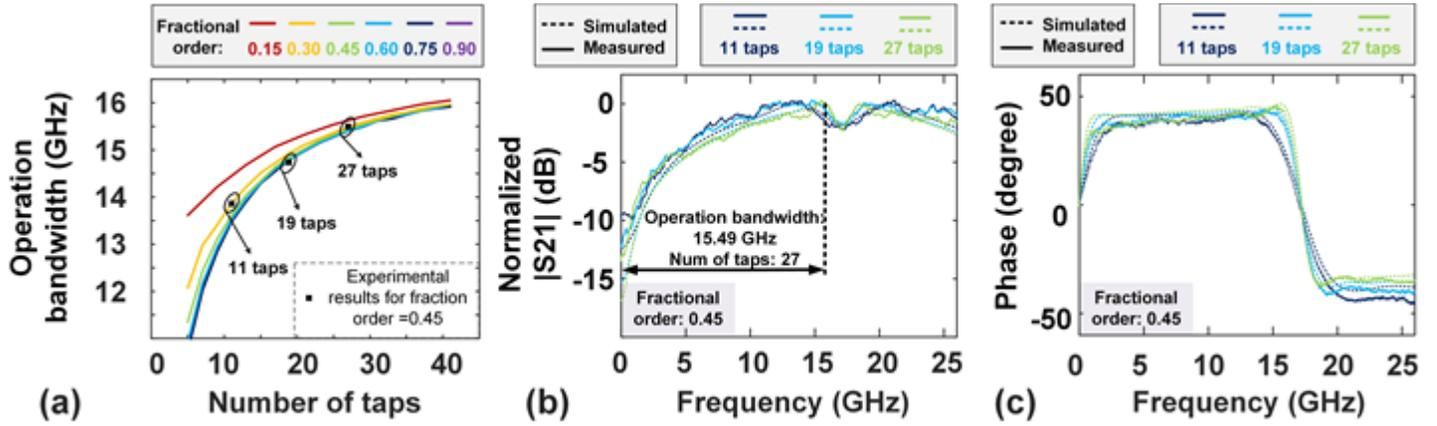 Fractional
order:
0.15 0.30 0.45 0.60 0.75 0.90
Operation
bandwidth (GHz)
16
15
14
13
12
27 taps
19 taps
11 taps
Experimental
results for fraction
order =0.45
0 10 20 30 40
Number of taps
(a)
Simulated
Measured
11 taps 19 taps 27 taps
Normalized
|S21| (dB)
0
-5
-10
-15
Operation bandwidth:
15.49 GHz
Num of taps: 27
Fractional
order: 0.45
0 5 10 15 20 25
Frequency (GHz)
(b)
Simulated
Measured
11 taps 19 taps 27 taps
Phase (degree)
50
0
-50
Fractional
order: 0.45
0 5 10 15 20 25
Frequency (GHz)
(c)